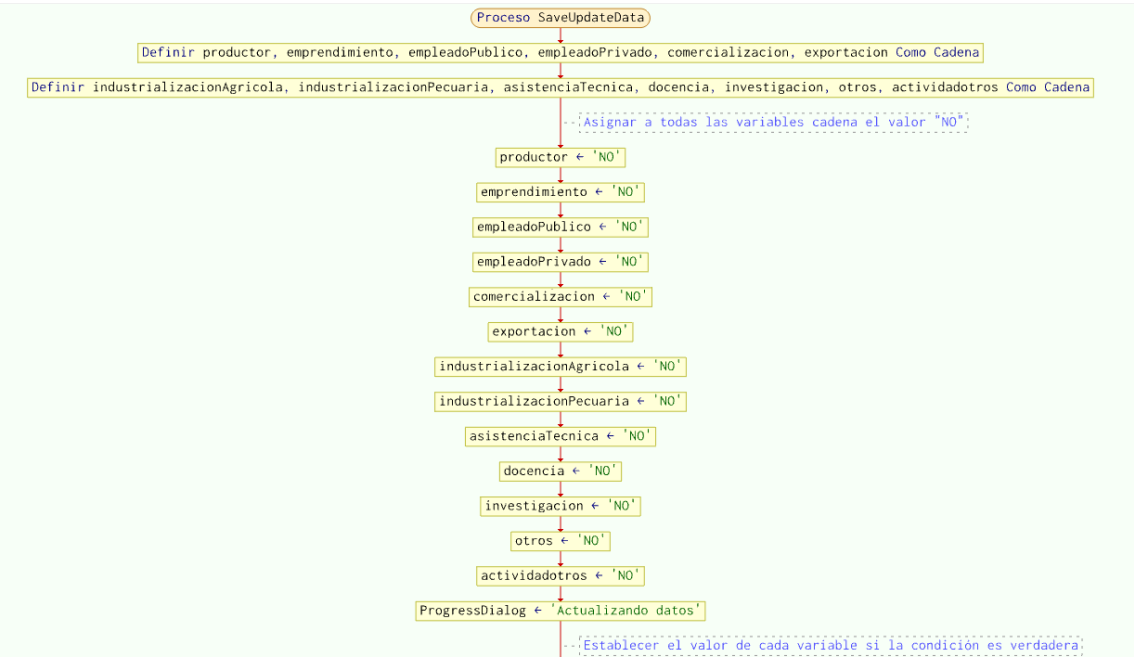 Proceso SaveUpdateData
Definir productor, emprendimiento, empleadoPublico, empleadoPrivado, comercializacion, exportacion Como Cadena
Definir industrializacionAgricola, industrializacionPecuaria, asistenciaTecnica, docencia, investigacion, otros, actividadotros Como Cadena
Asignar a todas las variables cadena el valor "NO"
productor ← 'NO'
emprendimiento ← 'NO'
empleadoPublico ← 'NO'
empleadoPrivado ← 'NO'
comercializacion ← 'NO'
exportacion ← 'NO'
industrializacionAgricola ← 'NO'
industrializacionPecuaria ← 'NO'
asistenciaTecnica ← 'NO'
docencia ← 'NO'
investigacion ← 'NO'
otros ← 'NO'
actividadotros ← 'NO'
ProgressDialog ← 'Actualizando datos'
Establecer el valor de cada variable si la condición es verdadera